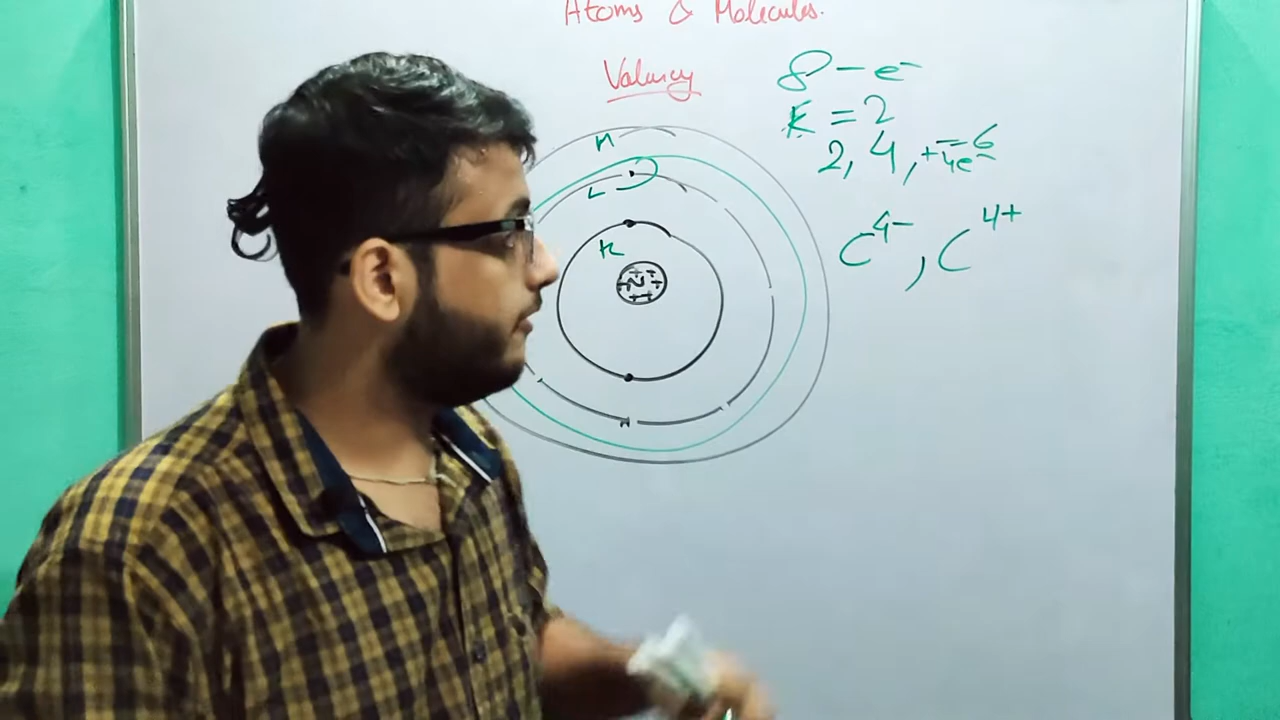 Atoms & Molecules.
Valency
8 - e⁻
K = 2
2, 4, +4e⁻ = 6
C⁴⁻, C⁴⁺
M
L
K
N